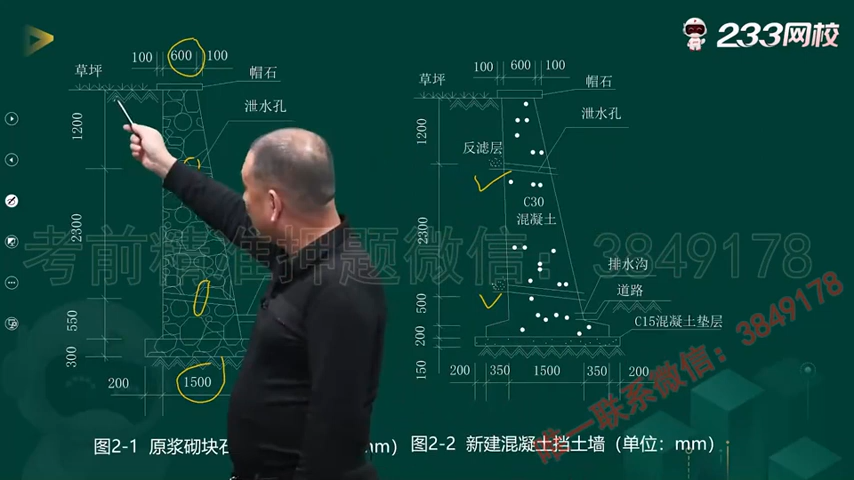 233网校
100 600 100
草坪
帽石
泄水孔
1200
2300
550
300
200
1500
图2-1 原浆砌块石
mm）
100 600 100
草坪
帽石
泄水孔
反滤层
1200
C30
混凝土
2300
排水沟
道路
500
C15混凝土垫层
200
150
200 350 1500 350 200
图2-2 新建混凝土挡土墙（单位：mm）
考前精准押题微信：3849178
唯一联系微信：3849178